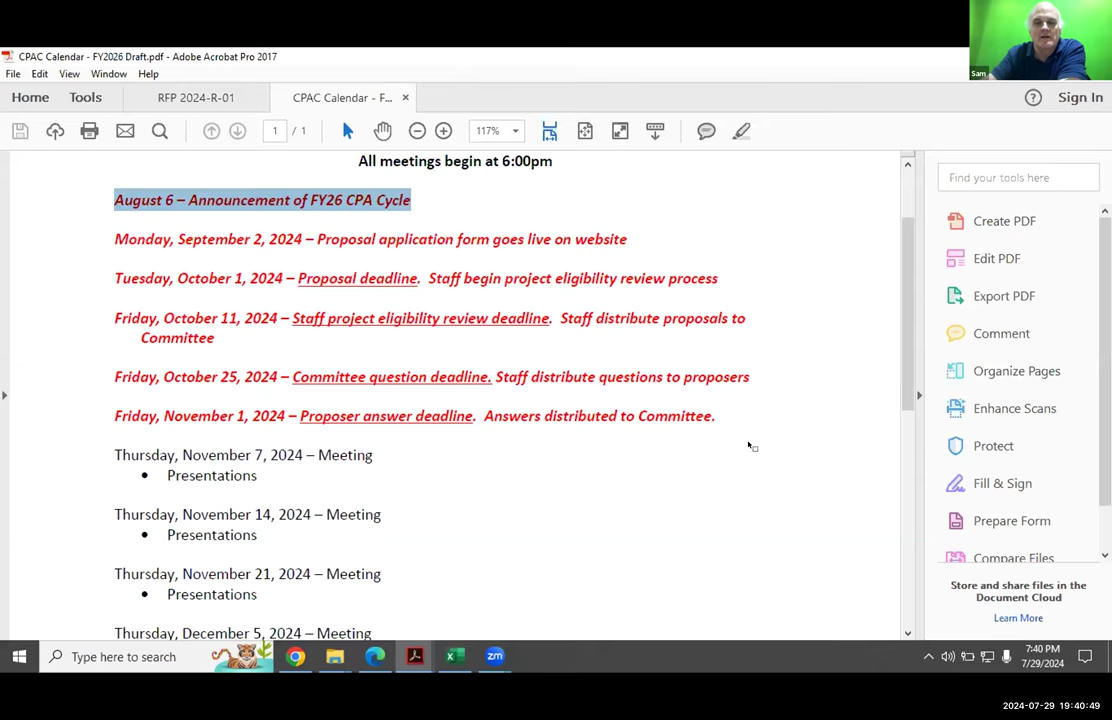 CPAC Calendar - FY2026 Draft.pdf - Adobe Acrobat Pro 2017
Sam
File Edit View Window Help
Home Tools RFP 2024-R-01 CPAC Calendar - F... × Sign In
1 / 1 117%
All meetings begin at 6:00pm
August 6 – Announcement of FY26 CPA Cycle
Monday, September 2, 2024 – Proposal application form goes live on website
Tuesday, October 1, 2024 – Proposal deadline. Staff begin project eligibility review process
Friday, October 11, 2024 – Staff project eligibility review deadline. Staff distribute proposals to
Committee
Friday, October 25, 2024 – Committee question deadline. Staff distribute questions to proposers
Friday, November 1, 2024 – Proposer answer deadline. Answers distributed to Committee.
Thursday, November 7, 2024 – Meeting
• Presentations
Thursday, November 14, 2024 – Meeting
• Presentations
Thursday, November 21, 2024 – Meeting
• Presentations
Thursday, December 5, 2024 – Meeting
Find your tools here
Create PDF
Edit PDF
Export PDF
Comment
Organize Pages
Enhance Scans
Protect
Fill & Sign
Prepare Form
Compare Files
Store and share files in the
Document Cloud
Learn More
Type here to search
zm
7:40 PM
7/29/2024
2024-07-29 19:40:49